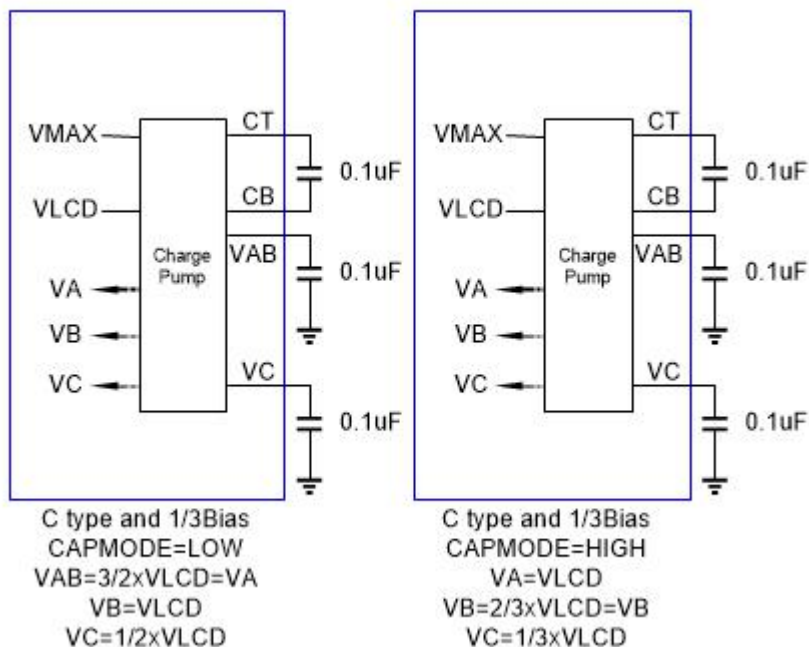 CT
VMAX
0.1uF
CB
VLCD
VAB
Charge
Pump
0.1uF
VA
VB
VC
VC
0.1uF
C type and 1/3Bias
CAPMODE=LOW
VAB=3/2xVLCD=VA
VB=VLCD
VC=1/2xVLCD
CT
VMAX
0.1uF
CB
VLCD
VAB
Charge
Pump
0.1uF
VA
VB
VC
VC
0.1uF
C type and 1/3Bias
CAPMODE=HIGH
VA=VLCD
VB=2/3xVLCD=VB
VC=1/3xVLCD